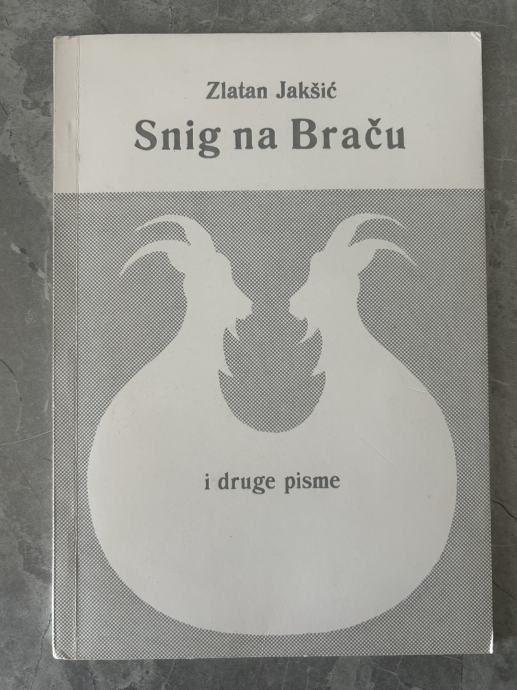 Zlatan Jakšić
Snig na Braču
i druge pisme